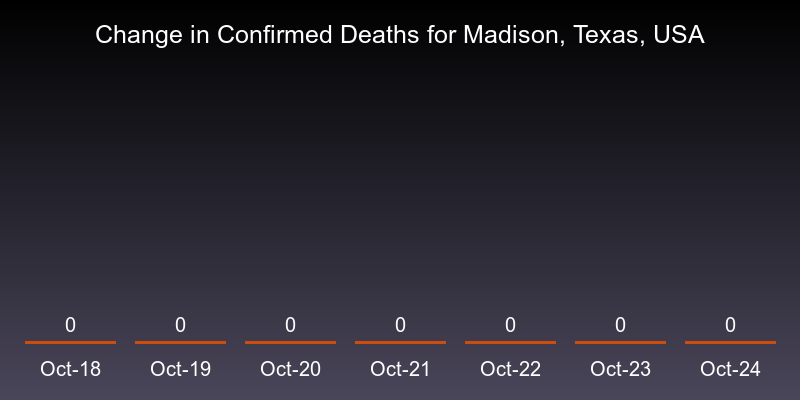 Change in Confirmed Deaths for Madison, Texas, USA
0 0 0 0 0 0 0
Oct-18 Oct-19 Oct-20 Oct-21 Oct-22 Oct-23 Oct-24